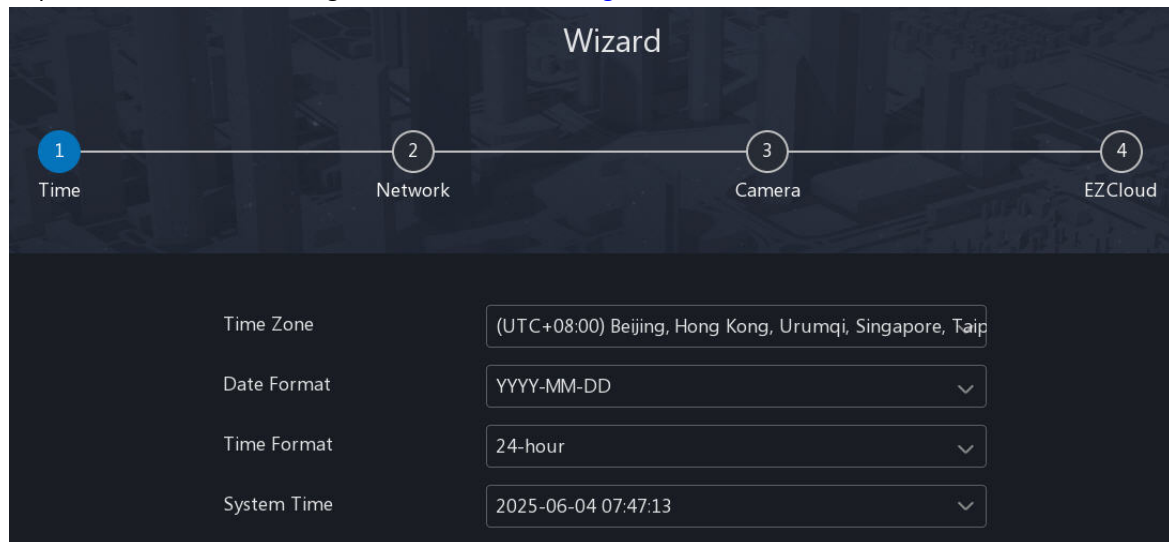 Wizard
1
2
3
4
Time
Network
Camera
EZCloud
Time Zone
(UTC+08:00) Beijing, Hong Kong, Urumqi, Singapore, Taip
Date Format
YYYY-MM-DD
Time Format
24-hour
System Time
2025-06-04 07:47:13